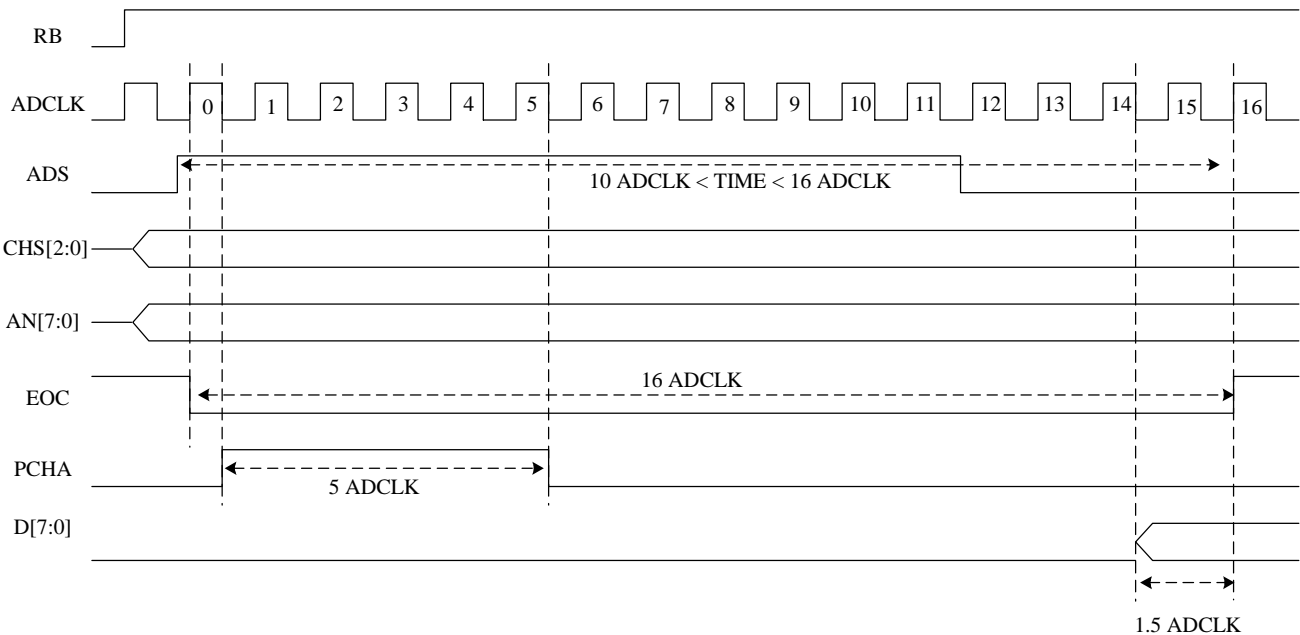 RB
ADCLK 0 1 2 3 4 5 6 7 8 9 10 11 12 13 14 15 16
ADS
10 ADCLK < TIME < 16 ADCLK
CHS[2:0]
AN[7:0]
16 ADCLK
EOC
PCHA
5 ADCLK
D[7:0]
1.5 ADCLK